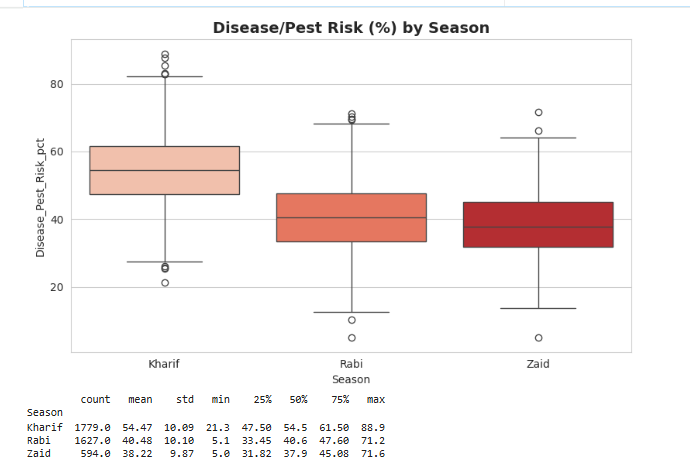 Disease/Pest Risk (%) by Season
Disease_Pest_Risk_pct
80
60
40
20
Kharif Rabi Zaid
Season
count mean std min 25% 50% 75% max
Season
Kharif 1779.0 54.47 10.09 21.3 47.50 54.5 61.50 88.9
Rabi 1627.0 40.48 10.10 5.1 33.45 40.6 47.60 71.2
Zaid 594.0 38.22 9.87 5.0 31.82 37.9 45.08 71.6